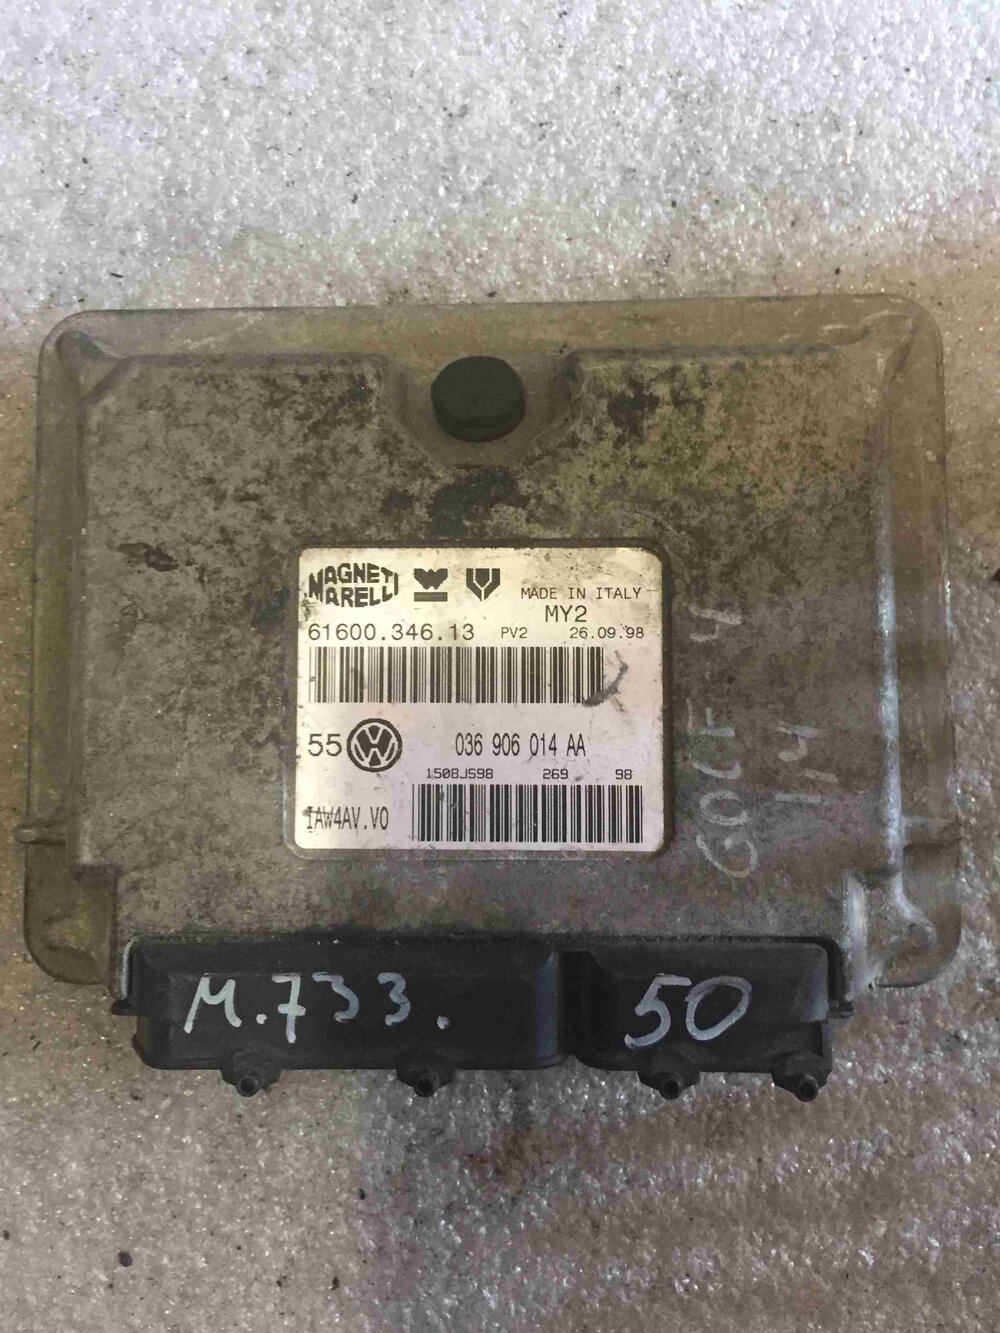 MAGNETI
MARELLI
MADE IN ITALY
MY2
61600.346.13 PV2 26.09.98
55 VW 036 906 014 AA
1508JS98 269 98
IAW4AV.V0
GOLF 4
1,4
M.733. 50